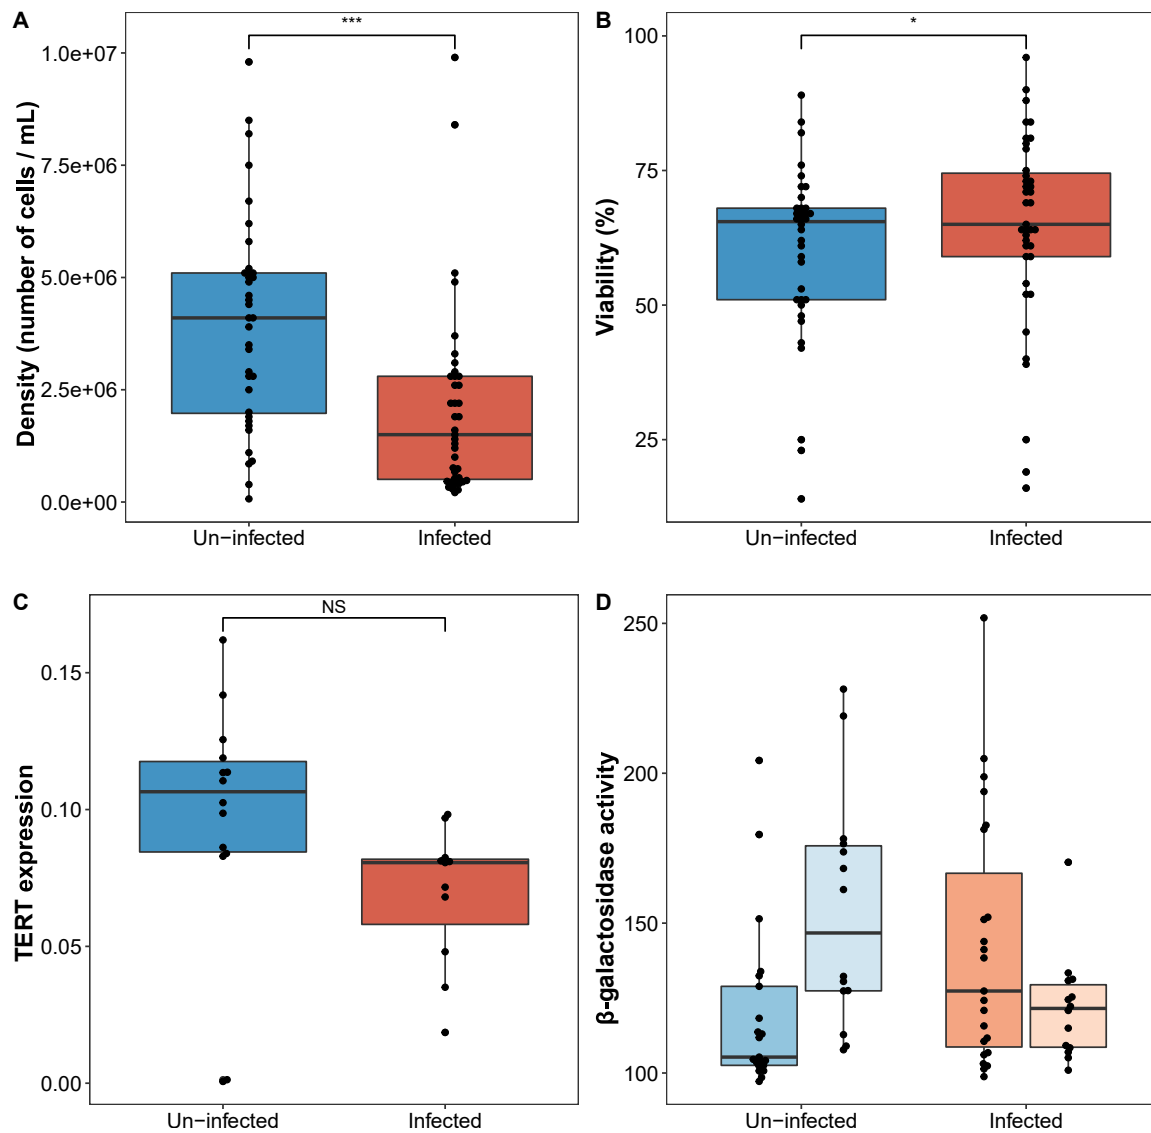 A
***
Density (number of cells / mL)
1.0e+07
7.5e+06
5.0e+06
2.5e+06
0.0e+00
Un−infected
Infected
B
*
Viability (%)
100
75
50
25
Un−infected
Infected
C
NS
TERT expression
0.15
0.10
0.05
0.00
Un−infected
Infected
D
β-galactosidase activity
250
200
150
100
Un−infected
Infected